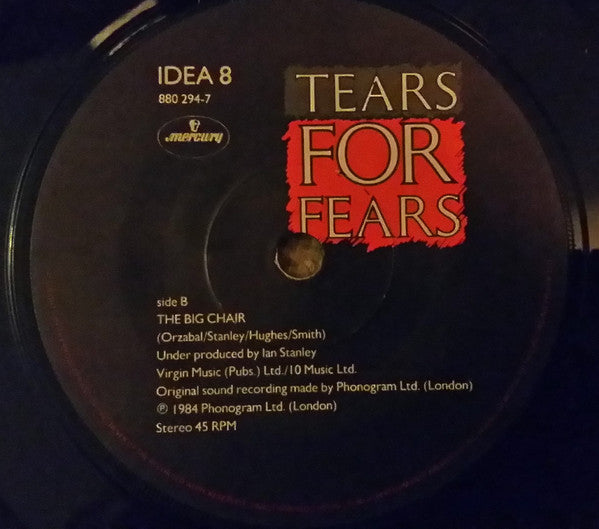 IDEA 8
880 294-7
mercury
TEARS
FOR
FEARS
side B
THE BIG CHAIR
(Orzabal/Stanley/Hughes/Smith)
Under produced by Ian Stanley
Virgin Music (Pubs.) Ltd./10 Music Ltd.
Original sound recording made by Phonogram Ltd. (London)
℗ 1984 Phonogram Ltd. (London)
Stereo 45 RPM